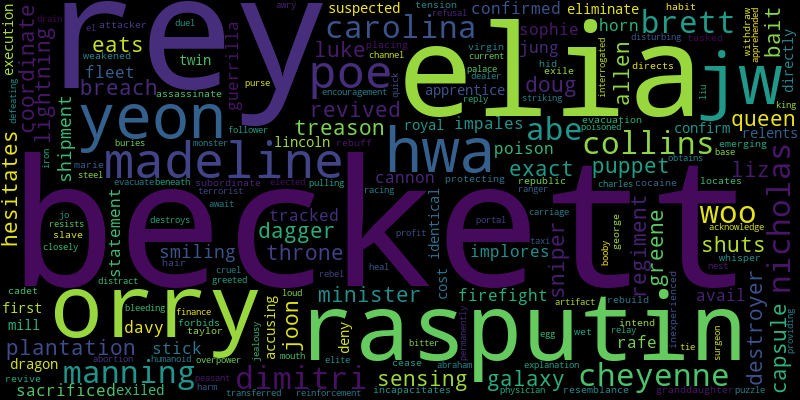 el attacker duel awry
drain
execution
coordinate
lightning
rey
suspected
carolina
confirmed
eliminate
habit
sophie
horn
brett
bait
withdraw
apprehended
tension
refusal
weakened
eats
twin
guerrilla
luke
placing
virgin
jung
allen
interrogated
disturbing
tasked
directly
fleet
assassinate
poe
channel
current
hid
elia
directs
jw
breach
purse
encouragement
quick
palace
dealer
exile
doug
defeating
shipment
yeon
revived
reply
apprentice
striking
evacuation
liu
king
follower
treason
royal
impales
poisoned
abe
collins
confirm
queen
emerging
relents
hesitates
buries
monster
lincoln
rebuff
hwa
poison
exact
puppet
liz
base
obtains
iron
marie
steel
madeline
cannon
protecting
republic
ranger
charles
cocaine
locates
nicholas
evacuate
beneath
subordinate
elected
pulling
terrorist
racing
beckett
jo
await
tracked
identical
carriage
woo
acknowledge
resists
slave
destroys
dagger
portal
sniper
george
booby
regiment
greene
closely
statement
smiling
throne
implores
profit
taxi
shuts
distract
hair
cruel
greeted
rebel
heal
cost
nest
whisper
cadet
orry
loud
minister
firefight
artifact
rebuild
avail
destroyer
capsule
first
bleeding
finance
forbids
mill
davy
taylor
accusing
joon
deny
bitter
rasputin
egg
wet
relay
intend
rafe
inexperienced
tie
surgeon
providing
plantation
stick
jealousy
mouth
elite
cease
permanently
explanation
dragon
abortion
humanoid
overpower
abraham
sensing
galaxy
cheyenne
revive
manning
peasant
dimitri
physician
resemblance
granddaughter
puzzle
sacrificed
exiled
harm
transferred
reinforcement
incapacitates